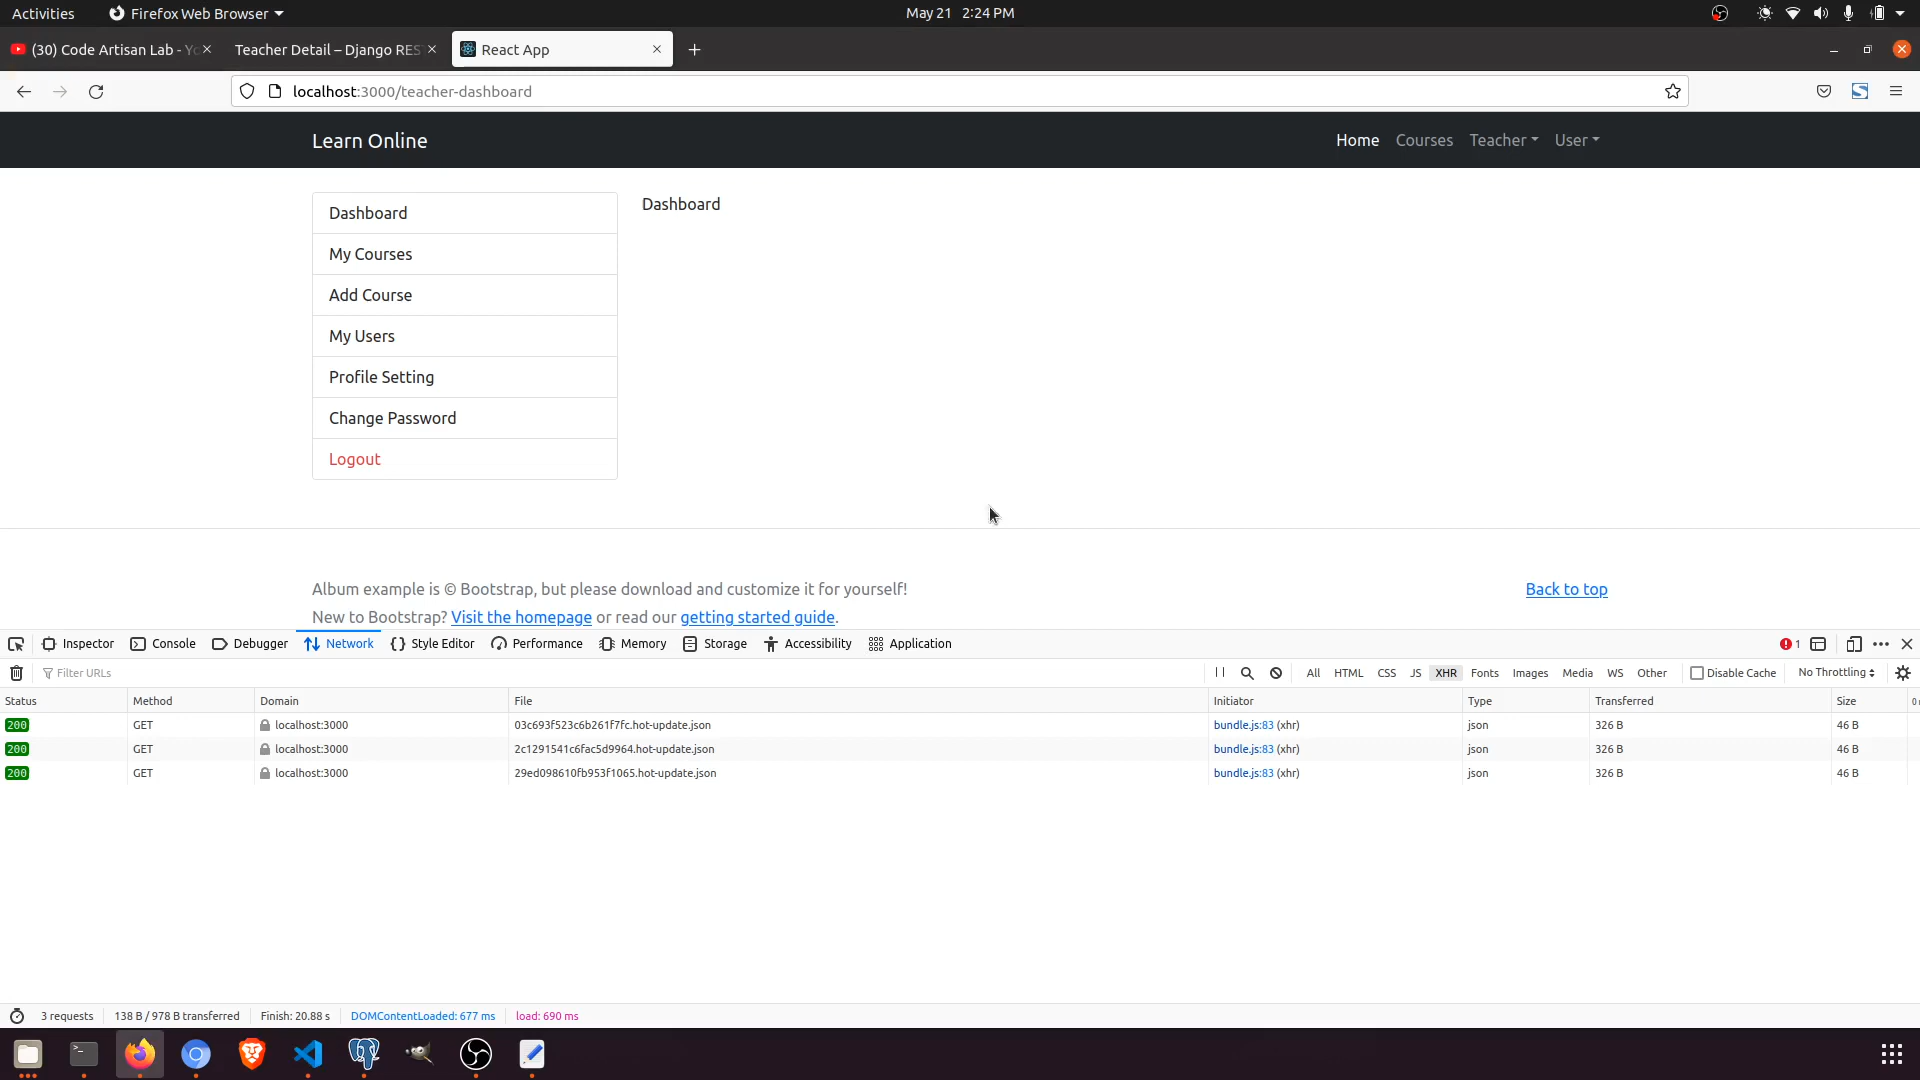 Activities Firefox Web Browser May 21 2:24 PM
(30) Code Artisan Lab - Teacher Detail – Django RES React App
localhost:3000/teacher-dashboard
Learn Online Home Courses Teacher User
Dashboard
My Courses
Add Course
My Users
Profile Setting
Change Password
Logout
Dashboard
Album example is © Bootstrap, but please download and customize it for yourself! Back to top
New to Bootstrap? Visit the homepage or read our getting started guide.
Inspector Console Debugger Network Style Editor Performance Memory Storage Accessibility Application 1
Filter URLs All HTML CSS JS XHR Fonts Images Media WS Other Disable Cache No Throttling
Status Method Domain File Initiator Type Transferred Size
200 GET localhost:3000 03c693f523c6b261f7fc.hot-update.json bundle.js:83 (xhr) json 326 B 46 B
200 GET localhost:3000 2c1291541c6fac5d9964.hot-update.json bundle.js:83 (xhr) json 326 B 46 B
200 GET localhost:3000 29ed098610fb953f1065.hot-update.json bundle.js:83 (xhr) json 326 B 46 B
3 requests 138 B / 978 B transferred Finish: 20.88 s DOMContentLoaded: 677 ms load: 690 ms